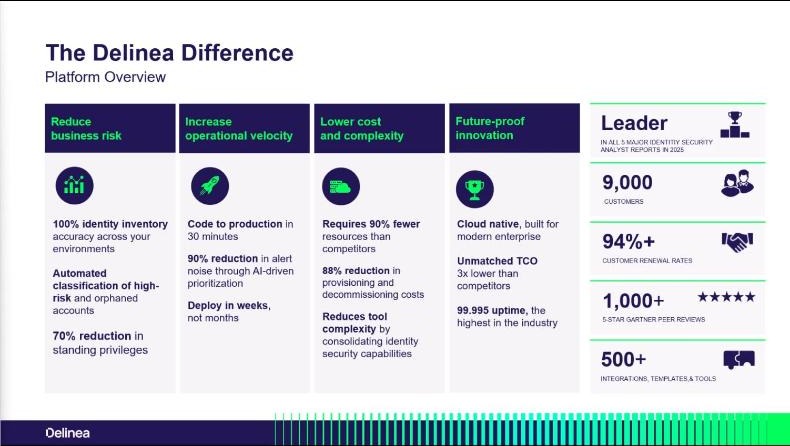 The Delinea Difference
Platform Overview
Reduce
business risk
100% identity inventory
accuracy across your
environments
Automated
classification of high-
risk and orphaned
accounts
70% reduction in
standing privileges
Increase
operational velocity
Code to production in
30 minutes
90% reduction in alert
noise through AI-driven
prioritization
Deploy in weeks,
not months
Lower cost
and complexity
Requires 90% fewer
resources than
competitors
88% reduction in
provisioning and
decommissioning costs
Reduces tool
complexity by
consolidating identity
security capabilities
Future-proof
innovation
Cloud native, built for
modern enterprise
Unmatched TCO
3x lower than
competitors
99.995 uptime, the
highest in the industry
Leader
IN ALL 5 MAJOR IDENTITIY SECURITY
ANALYST REPORTS IN 2025
9,000
CUSTOMERS
94%+
CUSTOMER RENEWAL RATES
1,000+
5-STAR GARTNER PEER REVIEWS
500+
INTEGRATIONS, TEMPLATES,& TOOLS
Delinea